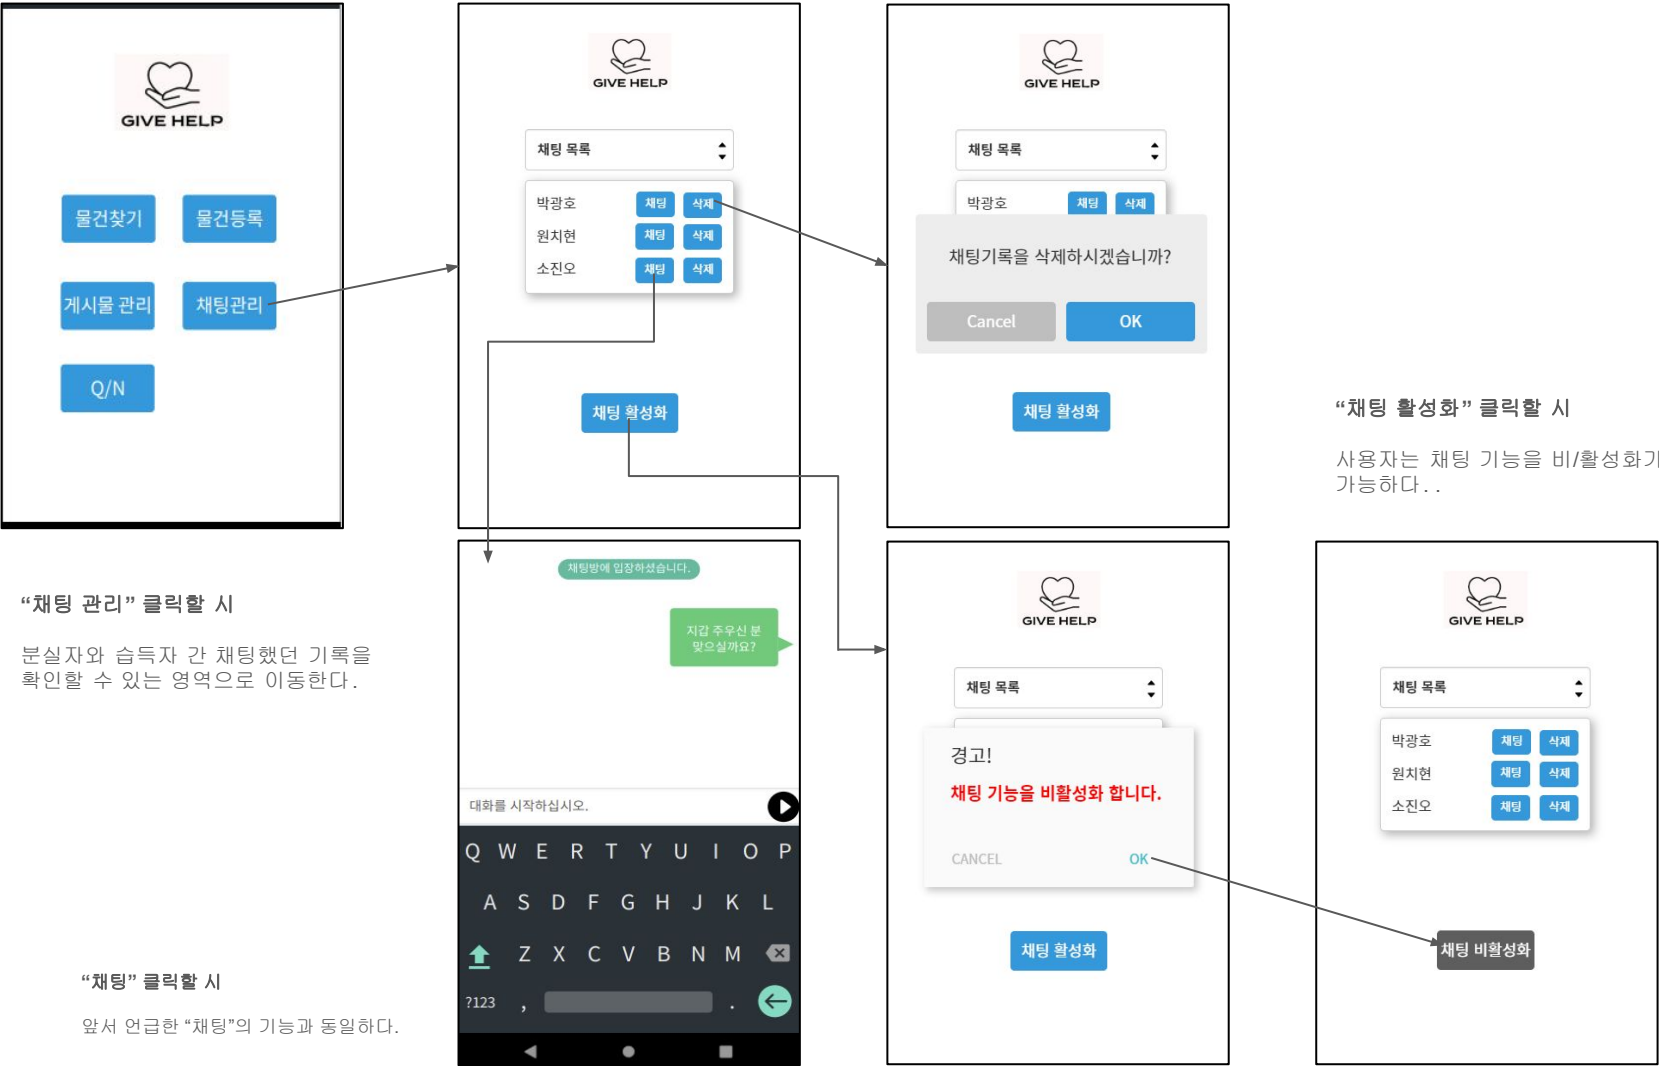 GIVE HELP
물건찾기
물건등록
게시물 관리
채팅관리
Q/N
GIVE HELP
채팅 목록
박광호 채팅 삭제
원치현 채팅 삭제
소진오 채팅 삭제
채팅 활성화
GIVE HELP
채팅 목록
박광호 채팅 삭제
채팅기록을 삭제하시겠습니까?
Cancel OK
채팅 활성화
“채팅 활성화” 클릭할 시
사용자는 채팅 기능을 비/활성화가
가능하다. .
“채팅 관리” 클릭할 시
분실자와 습득자 간 채팅했던 기록을
확인할 수 있는 영역으로 이동한다.
“채팅” 클릭할 시
앞서 언급한 “채팅”의 기능과 동일하다.
채팅방에 입장하셨습니다.
지갑 주우신 분
맞으실까요?
대화를 시작하십시오.
Q W E R T Y U I O P
A S D F G H J K L
Z X C V B N M
?123 , .
GIVE HELP
채팅 목록
경고!
채팅 기능을 비활성화 합니다.
CANCEL OK
채팅 활성화
GIVE HELP
채팅 목록
박광호 채팅 삭제
원치현 채팅 삭제
소진오 채팅 삭제
채팅 비활성화